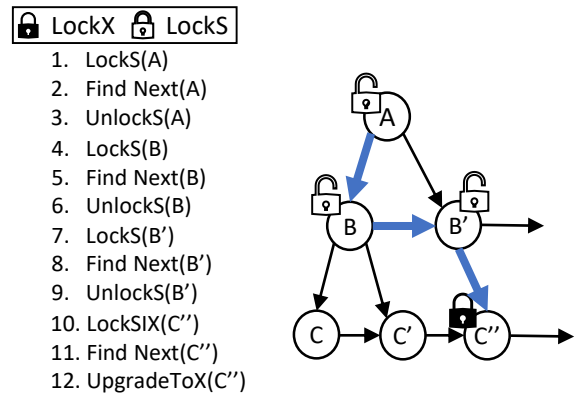 LockX LockS
1. LockS(A)
2. Find Next(A)
3. UnlockS(A)
4. LockS(B)
5. Find Next(B)
6. UnlockS(B)
7. LockS(B')
8. Find Next(B')
9. UnlockS(B')
10. LockSIX(C'')
11. Find Next(C'')
12. UpgradeToX(C'')
A
B B'
C C' C''